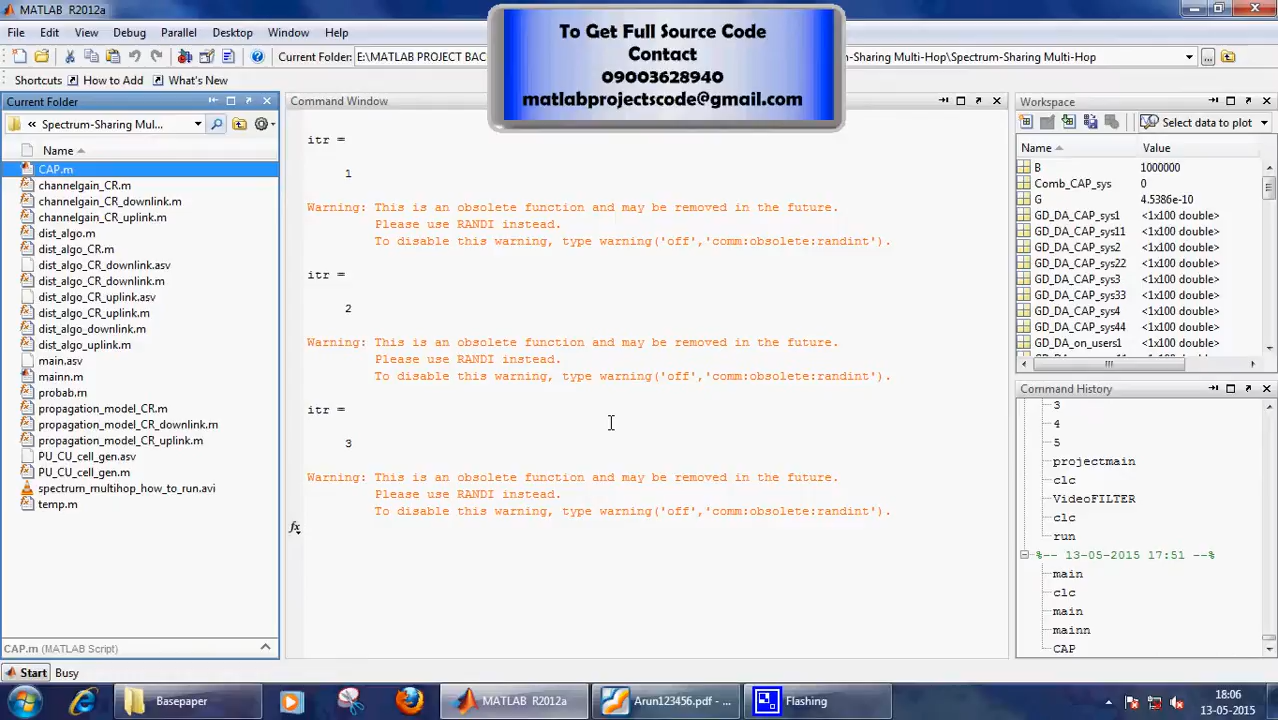 MATLAB R2012a
To Get Full Source Code
Contact
09003628940
matlabprojectscode@gmail.com
File Edit View Debug Parallel Desktop Window Help
Current Folder: E:\MATLAB PROJECT BAC
-Sharing Multi-Hop\Spectrum-Sharing Multi-Hop
Shortcuts How to Add What's New
Current Folder
« Spectrum-Sharing Mul...
Name
CAP.m
channelgain_CR.m
channelgain_CR_downlink.m
channelgain_CR_uplink.m
dist_algo.m
dist_algo_CR.m
dist_algo_CR_downlink.asv
dist_algo_CR_downlink.m
dist_algo_CR_uplink.asv
dist_algo_CR_uplink.m
dist_algo_downlink.m
dist_algo_uplink.m
main.asv
mainn.m
probab.m
propagation_model_CR.m
propagation_model_CR_downlink.m
propagation_model_CR_uplink.m
PU_CU_cell_gen.asv
PU_CU_cell_gen.m
spectrum_multihop_how_to_run.avi
temp.m
CAP.m (MATLAB Script)
Command Window
itr =
1
Warning: This is an obsolete function and may be removed in the future.
Please use RANDI instead.
To disable this warning, type warning('off','comm:obsolete:randint').
itr =
2
Warning: This is an obsolete function and may be removed in the future.
Please use RANDI instead.
To disable this warning, type warning('off','comm:obsolete:randint').
itr =
3
Warning: This is an obsolete function and may be removed in the future.
Please use RANDI instead.
To disable this warning, type warning('off','comm:obsolete:randint').
fx
Workspace
Select data to plot
Name Value
B 1000000
Comb_CAP_sys 0
G 4.5386e-10
GD_DA_CAP_sys1 <1x100 double>
GD_DA_CAP_sys11 <1x100 double>
GD_DA_CAP_sys2 <1x100 double>
GD_DA_CAP_sys22 <1x100 double>
GD_DA_CAP_sys3 <1x100 double>
GD_DA_CAP_sys33 <1x100 double>
GD_DA_CAP_sys4 <1x100 double>
GD_DA_CAP_sys44 <1x100 double>
GD_DA_on_users1 <1x100 double>
Command History
3
4
5
projectmain
clc
VideoFILTER
clc
run
%-- 13-05-2015 17:51 --%
main
clc
main
mainn
CAP
Start Busy
Basepaper
MATLAB R2012a
Arun123456.pdf - ...
Flashing
18:06
13-05-2015